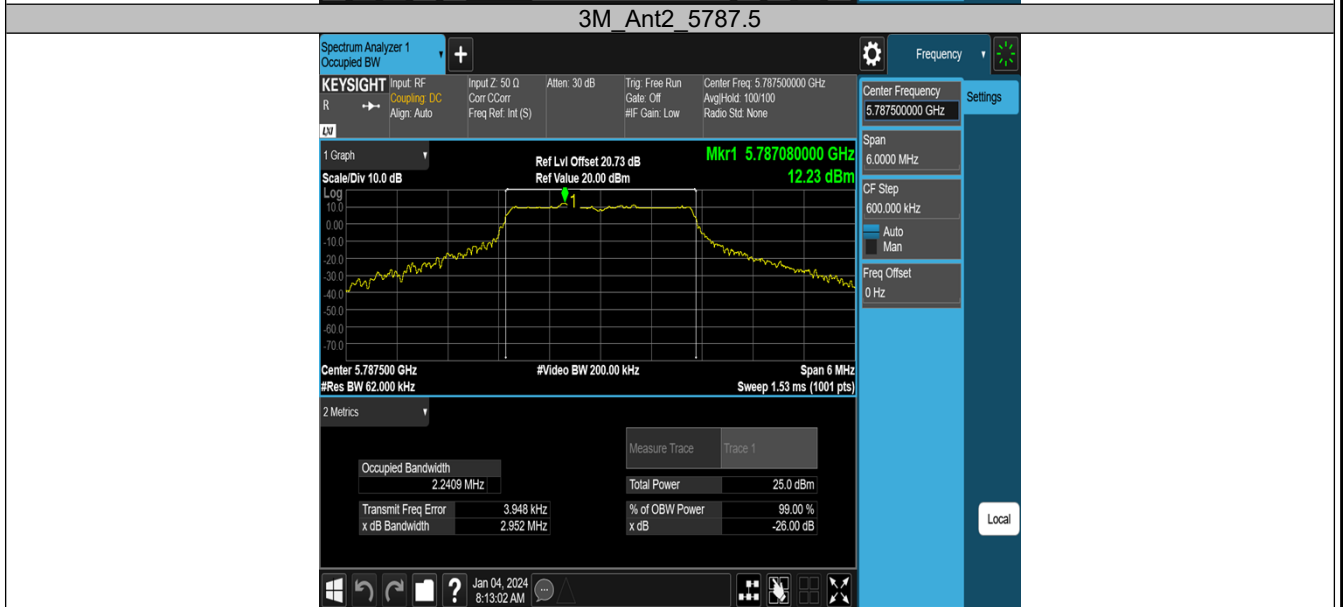 3M_Ant2_5787.5
Spectrum Analyzer 1
Occupied BW
+
Frequency
KEYSIGHT
R
LXI
Input: RF
Coupling: DC
Align: Auto
Input Z: 50 Ω
Corr CCorr
Freq Ref: Int (S)
Atten: 30 dB
Trig: Free Run
Gate: Off
#IF Gain: Low
Center Freq: 5.787500000 GHz
Avg|Hold: 100/100
Radio Std: None
Center Frequency
5.787500000 GHz
Settings
Span
6.0000 MHz
CF Step
600.000 kHz
Auto
Man
Freq Offset
0 Hz
1 Graph
Scale/Div 10.0 dB
Ref Lvl Offset 20.73 dB
Ref Value 20.00 dBm
Mkr1 5.787080000 GHz
12.23 dBm
Log
10.0
0.00
-10.0
-20.0
-30.0
-40.0
-50.0
-60.0
-70.0
1
Center 5.787500 GHz
#Res BW 62.000 kHz
#Video BW 200.00 kHz
Span 6 MHz
Sweep 1.53 ms (1001 pts)
2 Metrics
Measure Trace Trace 1
Occupied Bandwidth
2.2409 MHz
Total Power 25.0 dBm
Transmit Freq Error 3.948 kHz
% of OBW Power 99.00 %
x dB Bandwidth 2.952 MHz
x dB -26.00 dB
Local
?
Jan 04, 2024
8:13:02 AM